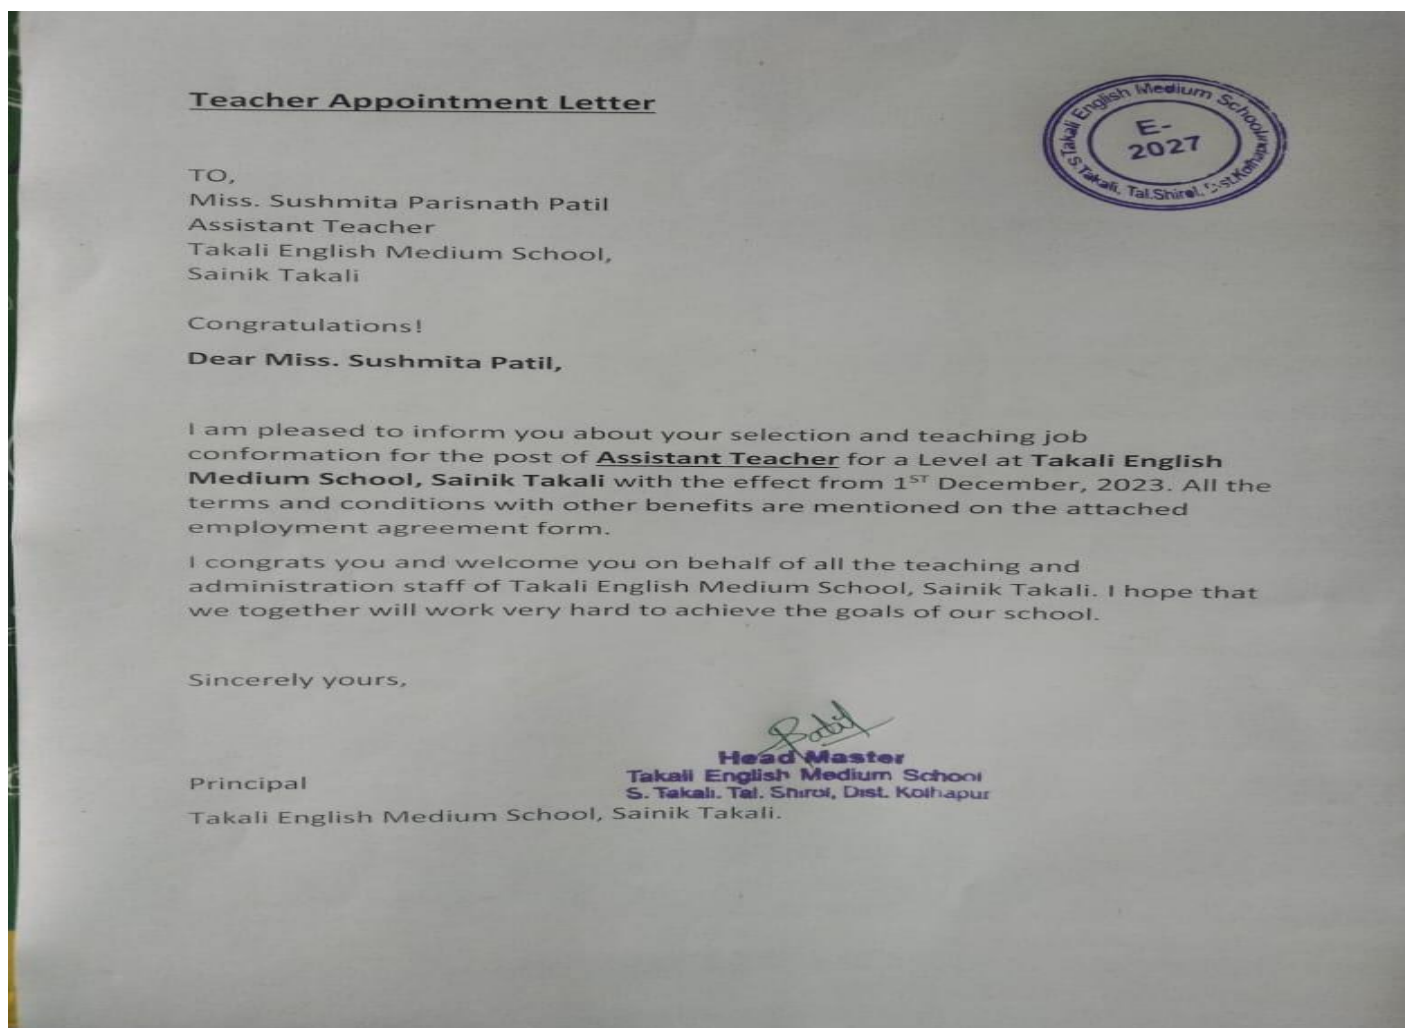 Teacher Appointment Letter
English Medium School
S.Takali
E-
2027
S.Takali, Tal.Shirol, Dist.Kolhapur
TO,
Miss. Sushmita Parisnath Patil
Assistant Teacher
Takali English Medium School,
Sainik Takali
Congratulations!
Dear Miss. Sushmita Patil,
I am pleased to inform you about your selection and teaching job
conformation for the post of Assistant Teacher for a Level at Takali English
Medium School, Sainik Takali with the effect from 1ST December, 2023. All the
terms and conditions with other benefits are mentioned on the attached
employment agreement form.
I congrats you and welcome you on behalf of all the teaching and
administration staff of Takali English Medium School, Sainik Takali. I hope that
we together will work very hard to achieve the goals of our school.
Sincerely yours,
Patil
Head Master
Takali English Medium School
S. Takali. Tal. Shirol, Dist. Kolhapur
Principal
Takali English Medium School, Sainik Takali.